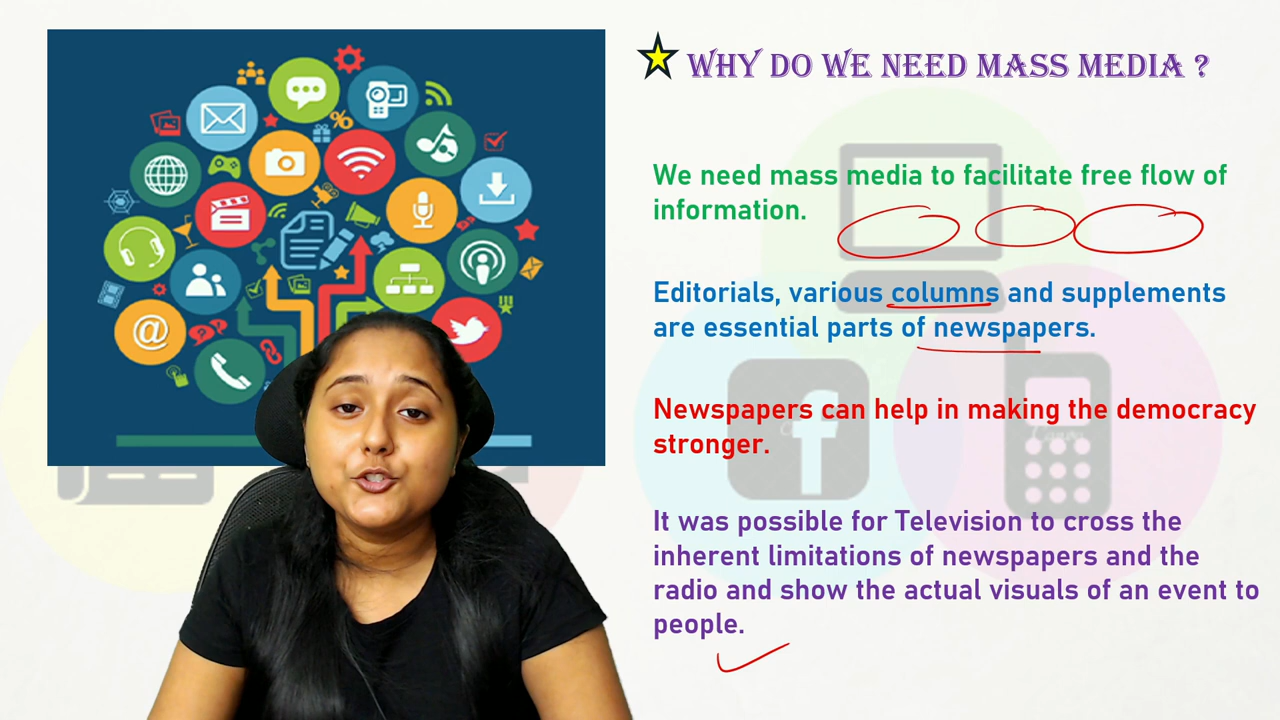 WHY DO WE NEED MASS MEDIA ?
We need mass media to facilitate free flow of
information.
Editorials, various columns and supplements
are essential parts of newspapers.
Newspapers can help in making the democracy
stronger.
It was possible for Television to cross the
inherent limitations of newspapers and the
radio and show the actual visuals of an event to
people.